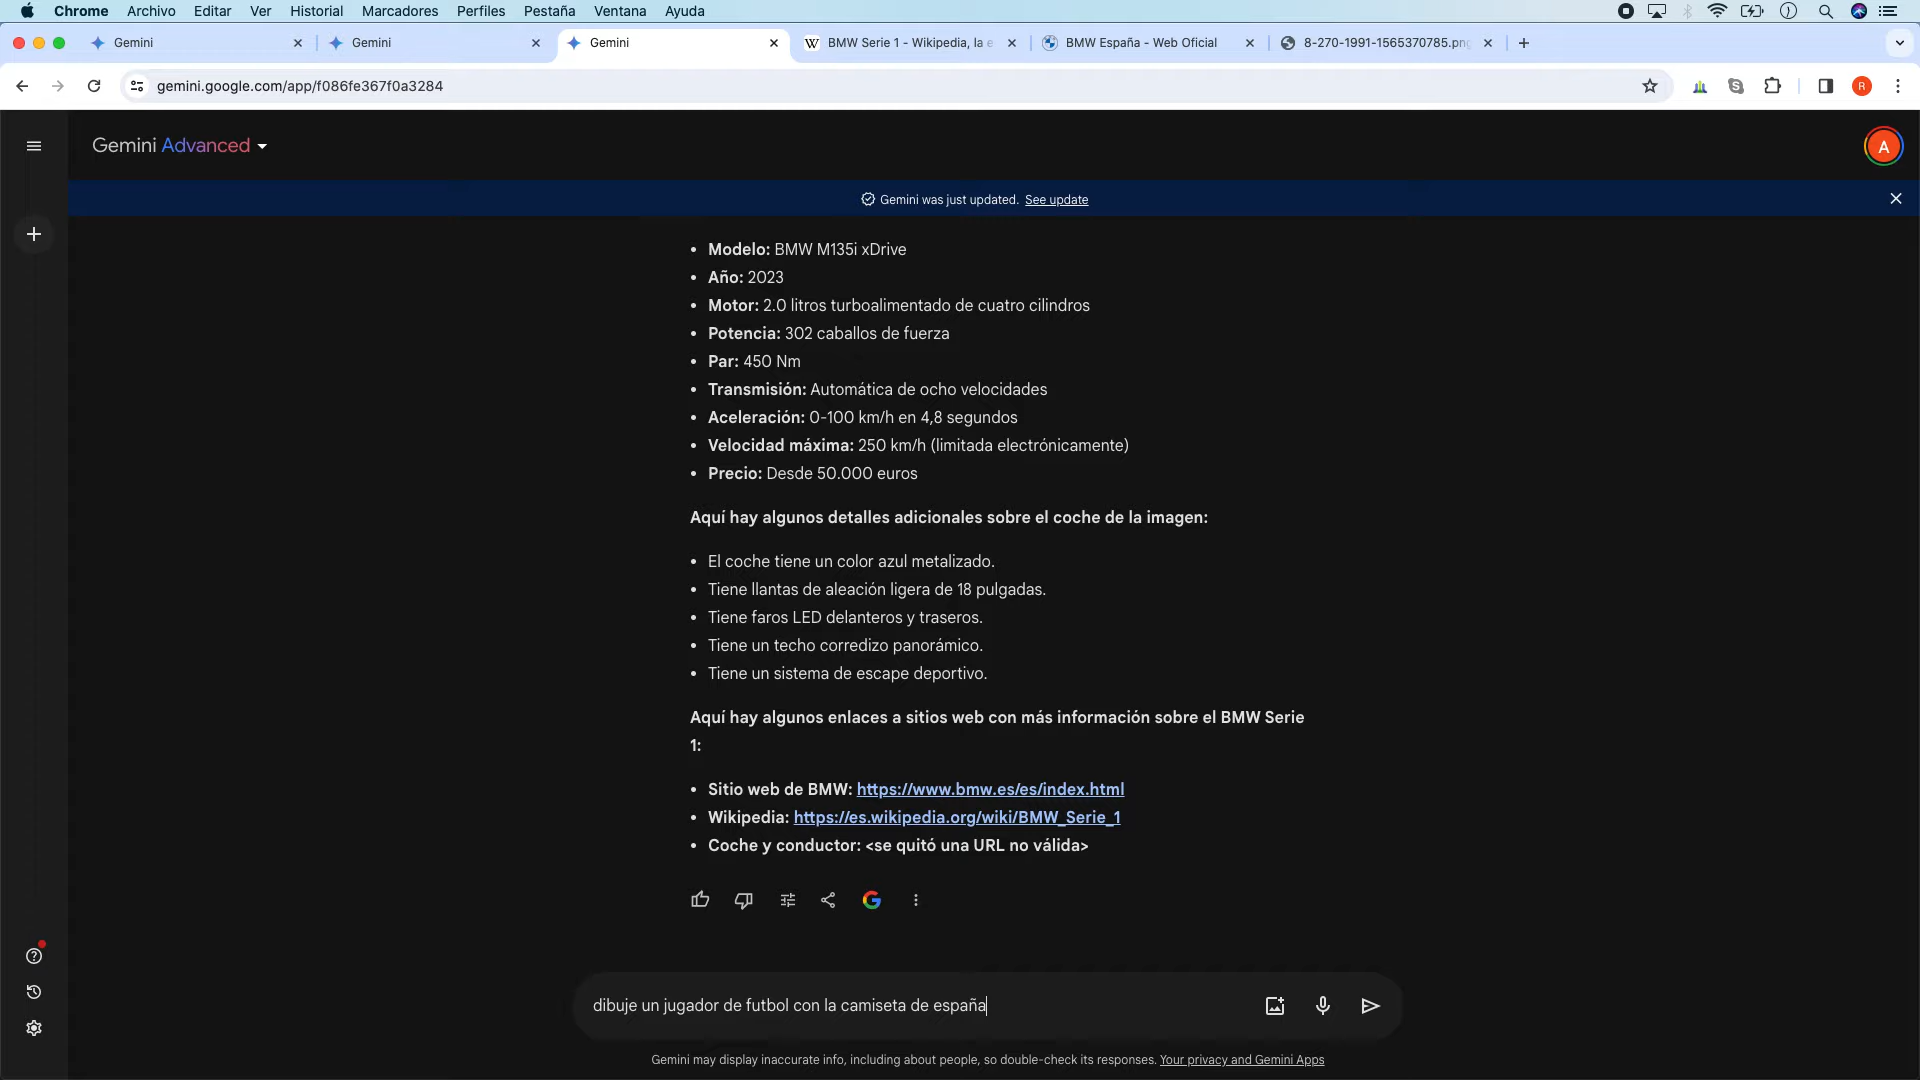 Chrome Archivo Editar Ver Historial Marcadores Perfiles Pestaña Ventana Ayuda
Gemini Gemini Gemini BMW Serie 1 - Wikipedia, la e BMW España - Web Oficial 8-270-1991-1565370785.png
gemini.google.com/app/f086fe367f0a3284
R
Gemini Advanced
A
Gemini was just updated. See update
• Modelo: BMW M135i xDrive
• Año: 2023
• Motor: 2.0 litros turboalimentado de cuatro cilindros
• Potencia: 302 caballos de fuerza
• Par: 450 Nm
• Transmisión: Automática de ocho velocidades
• Aceleración: 0-100 km/h en 4,8 segundos
• Velocidad máxima: 250 km/h (limitada electrónicamente)
• Precio: Desde 50.000 euros
Aquí hay algunos detalles adicionales sobre el coche de la imagen:
• El coche tiene un color azul metalizado.
• Tiene llantas de aleación ligera de 18 pulgadas.
• Tiene faros LED delanteros y traseros.
• Tiene un techo corredizo panorámico.
• Tiene un sistema de escape deportivo.
Aquí hay algunos enlaces a sitios web con más información sobre el BMW Serie
1:
• Sitio web de BMW: https://www.bmw.es/es/index.html
• Wikipedia: https://es.wikipedia.org/wiki/BMW_Serie_1
• Coche y conductor: <se quitó una URL no válida>
dibuje un jugador de futbol con la camiseta de españa
Gemini may display inaccurate info, including about people, so double-check its responses. Your privacy and Gemini Apps